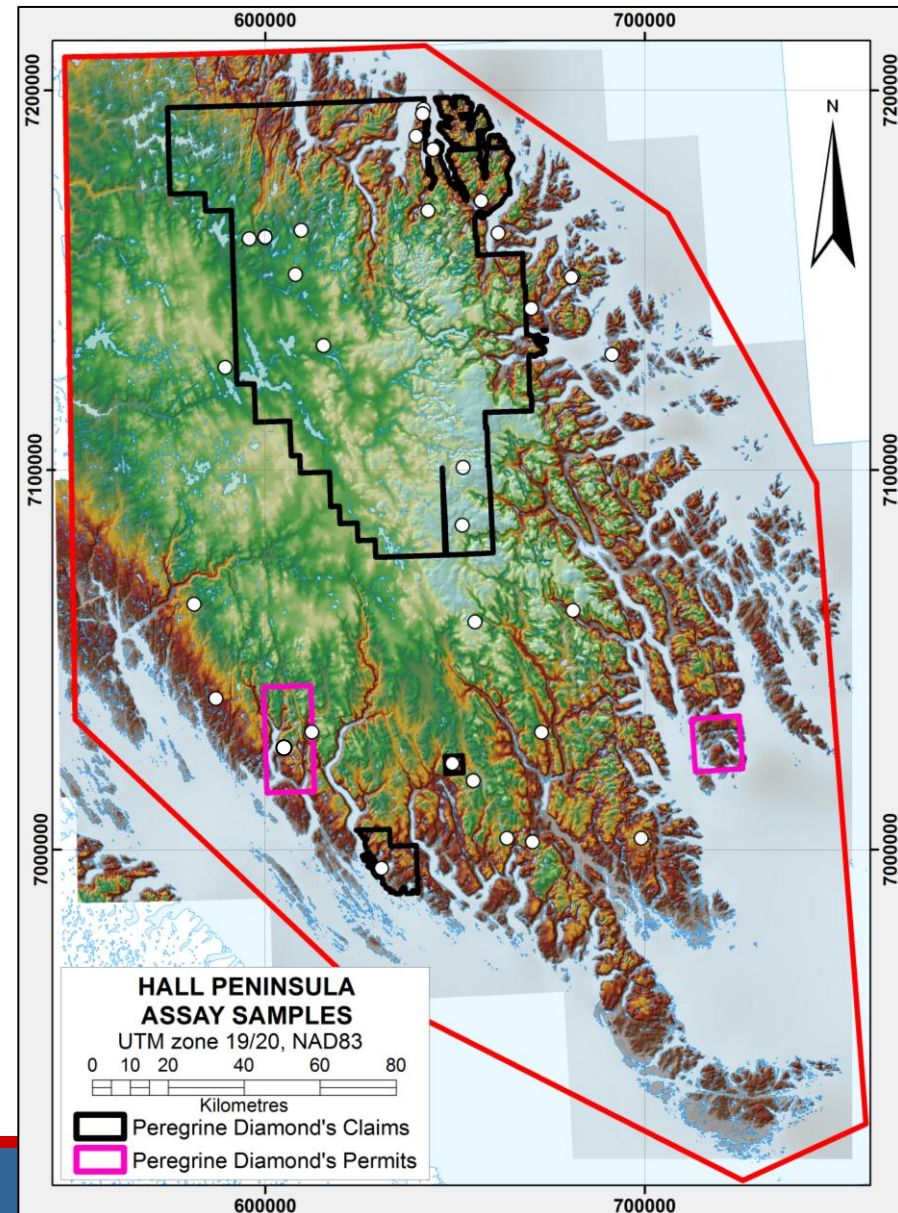 600000 700000
7200000 7200000
N
7100000 7100000
7000000 7000000
HALL PENINSULA
ASSAY SAMPLES
UTM zone 19/20, NAD83
0 10 20 40 60 80
Kilometres
Peregrine Diamond's Claims
Peregrine Diamond's Permits
600000 700000